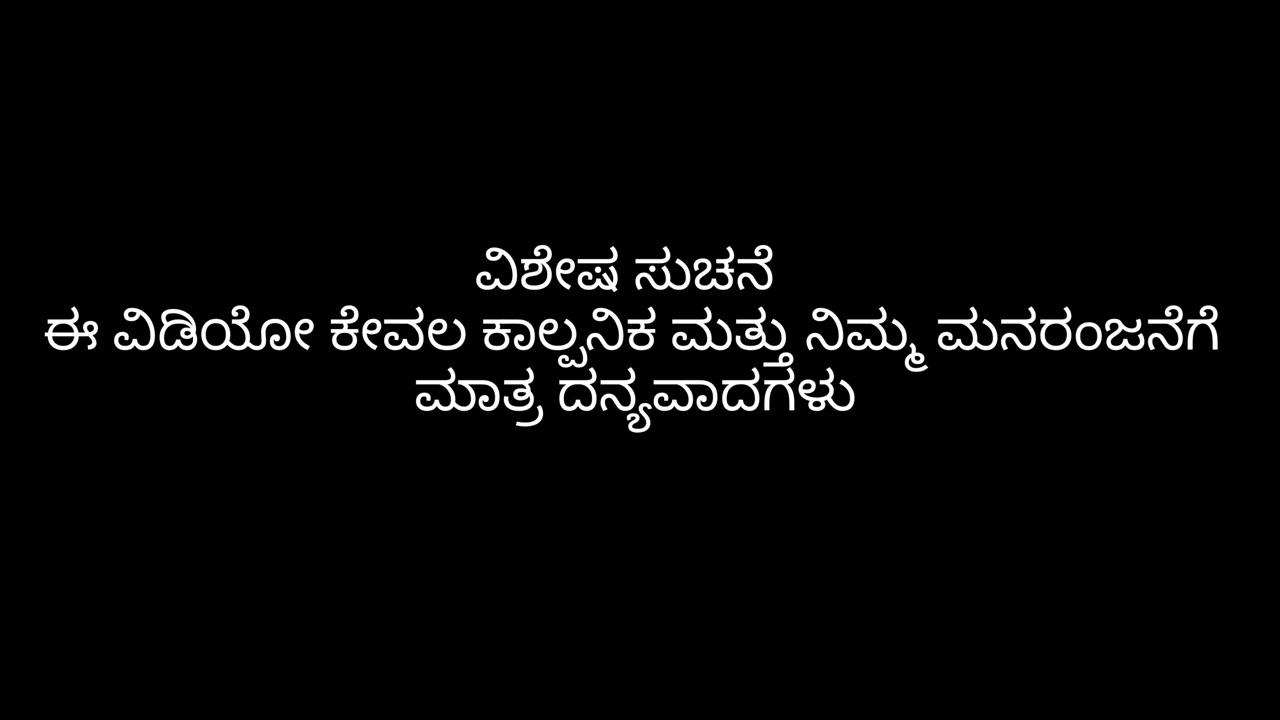 ವಿಶೇಷ ಸುಚನೆ
ಈ ವಿಡಿಯೋ ಕೇವಲ ಕಾಲ್ಪನಿಕ ಮತ್ತು ನಿಮ್ಮ ಮನರಂಜನೆಗೆ
ಮಾತ್ರ ದನ್ಯವಾದಗಳು